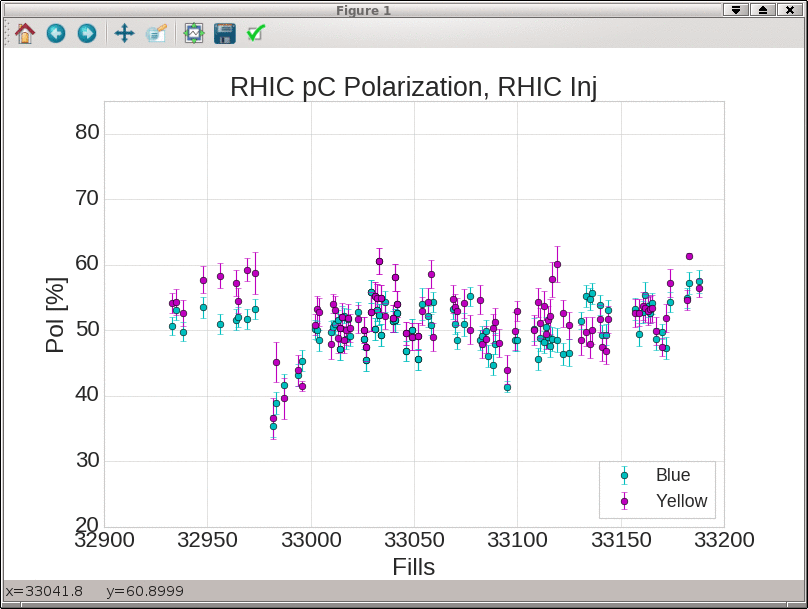 Figure 1
RHIC pC Polarization, RHIC Inj
80
70
60
50
40
30
20
Pol [%]
Blue
Yellow
32900 32950 33000 33050 33100 33150 33200
Fills
x=33041.8 y=60.8999